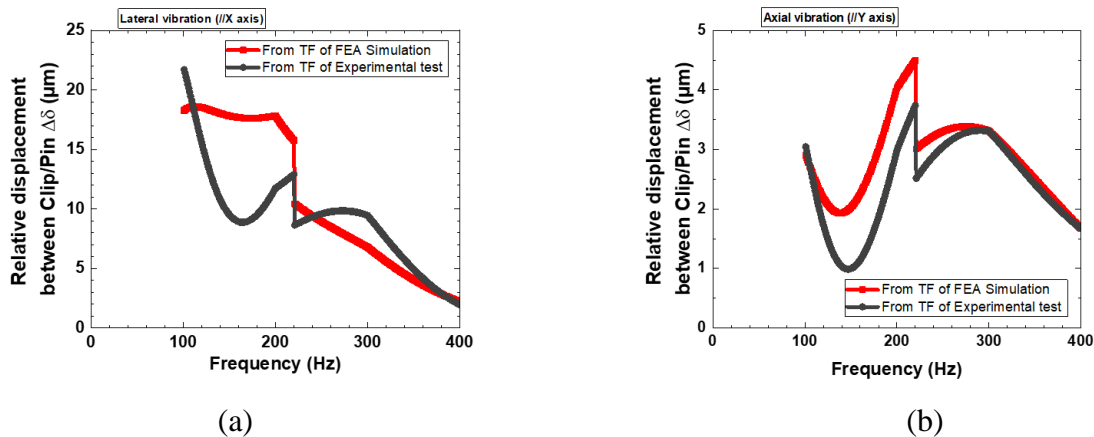 Lateral vibration (//X axis)
25
20
15
10
5
0
From TF of FEA Simulation
From TF of Experimental test
Relative displacement
between Clip/Pin Δδ (μm)
0
100
200
300
400
Frequency (Hz)
(a)
Axial vibration (//Y axis)
5
4
3
2
1
0
From TF of FEA Simulation
From TF of Experimental test
Relative displacement
between Clip/Pin Δδ (μm)
0
100
200
300
400
Frequency (Hz)
(b)